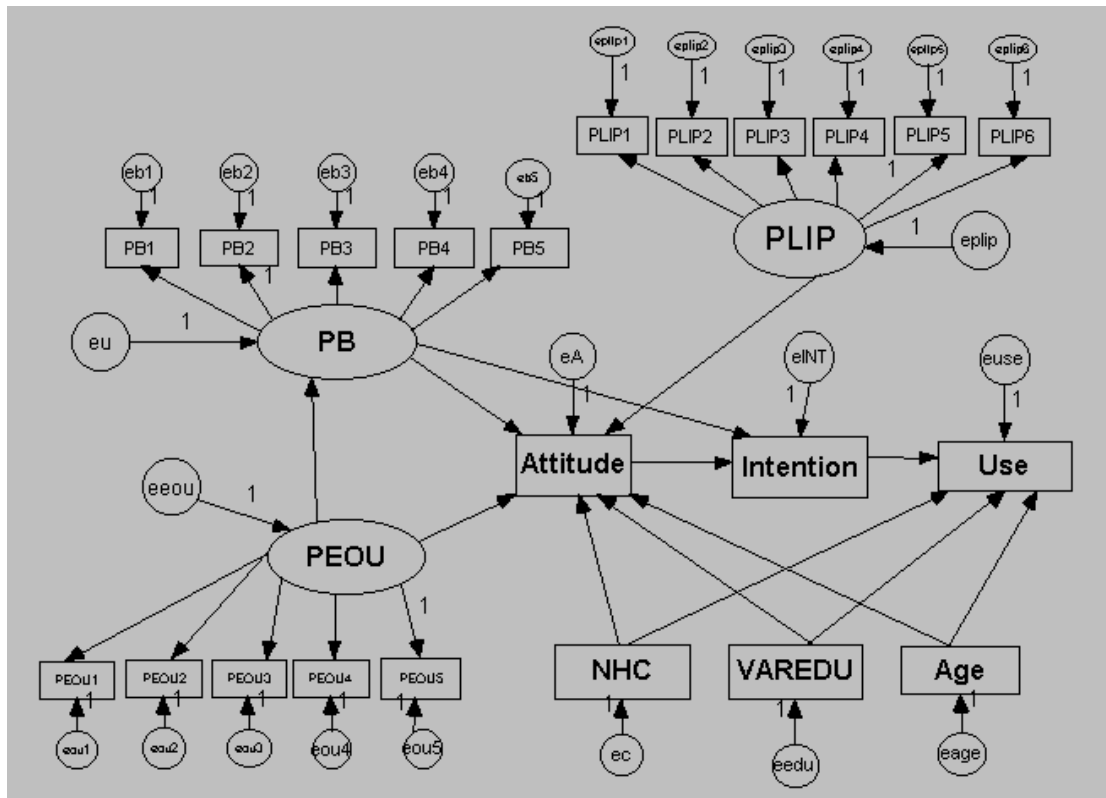 eplip1 eplip2 eplip3 eplip4 eplip5 eplip6
1 1 1 1 1 1
PLIP1 PLIP2 PLIP3 PLIP4 PLIP5 PLIP6
1
PLIP
1
eplip
eb1 eb2 eb3 eb4 eb5
1 1 1 1 1
PB1 PB2 PB3 PB4 PB5
1
eu
1
PB
eA eINT euse
1 1 1
Attitude Intention Use
eeou
1
PEOU
1
NHC VAREDU Age
PEOU1 PEOU2 PEOU3 PEOU4 PEOU5
1 1 1 1 1
1 1 1
eou1 eou2 eou3 eou4 eou5
ec eedu eage